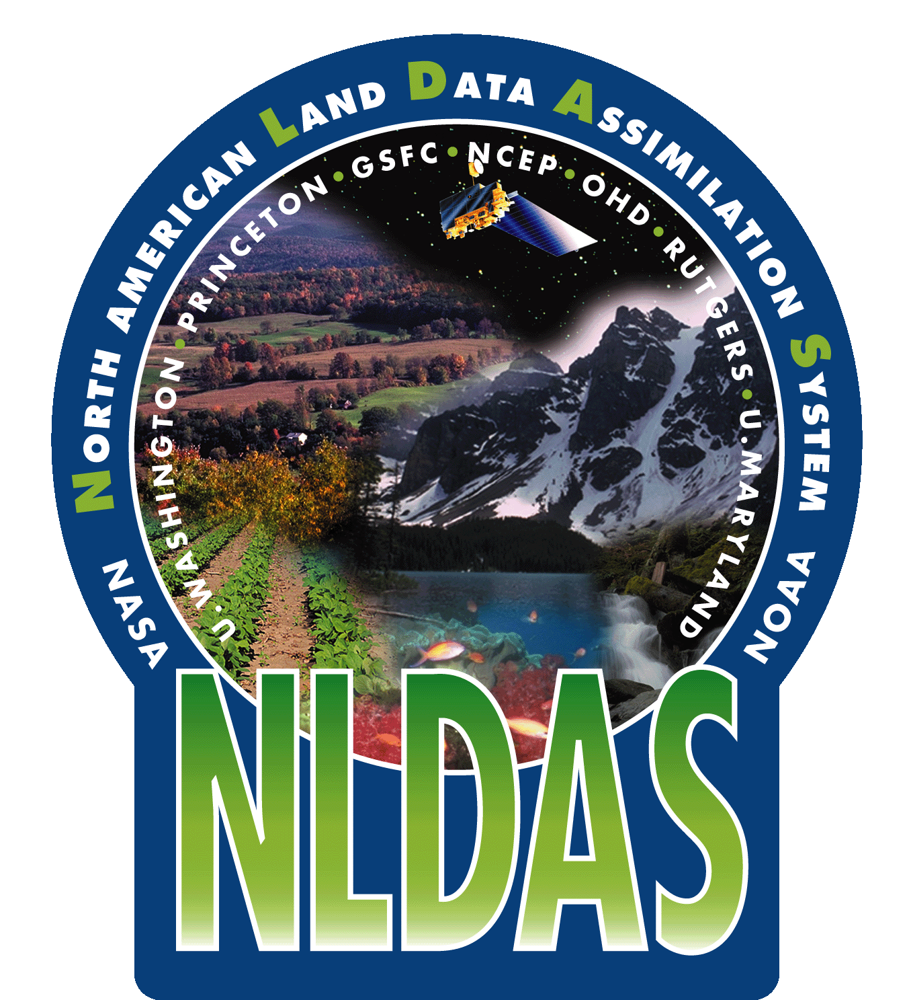 NORTH AMERICAN LAND DATA ASSIMILATION SYSTEM
NASA
NOAA
U.WASHINGTON • PRINCETON • GSFC • NCEP • OHD • RUTGERS • U.MARYLAND
NLDAS